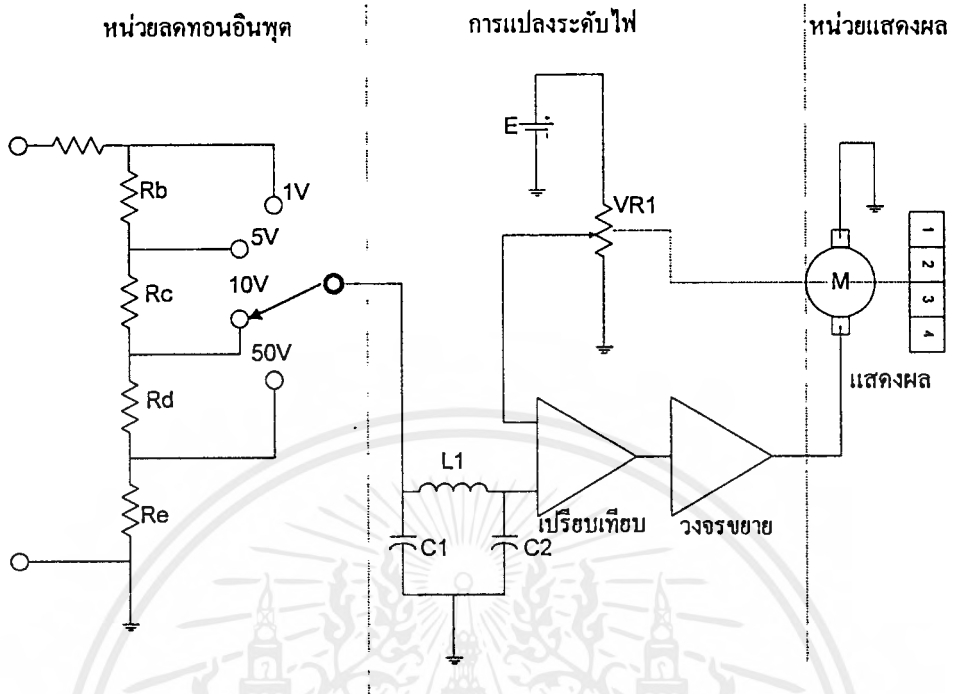 หน่วยลดทอนอินพุต
การแปลงระดับไฟ
หน่วยแสดงผล
E
Rb
1V
VR1
5V
Rc
10V
M
1
2
3
4
50V
Rd
แสดงผล
L1
Re
C1
C2
เปรียบเทียบ
วงจรขยาย